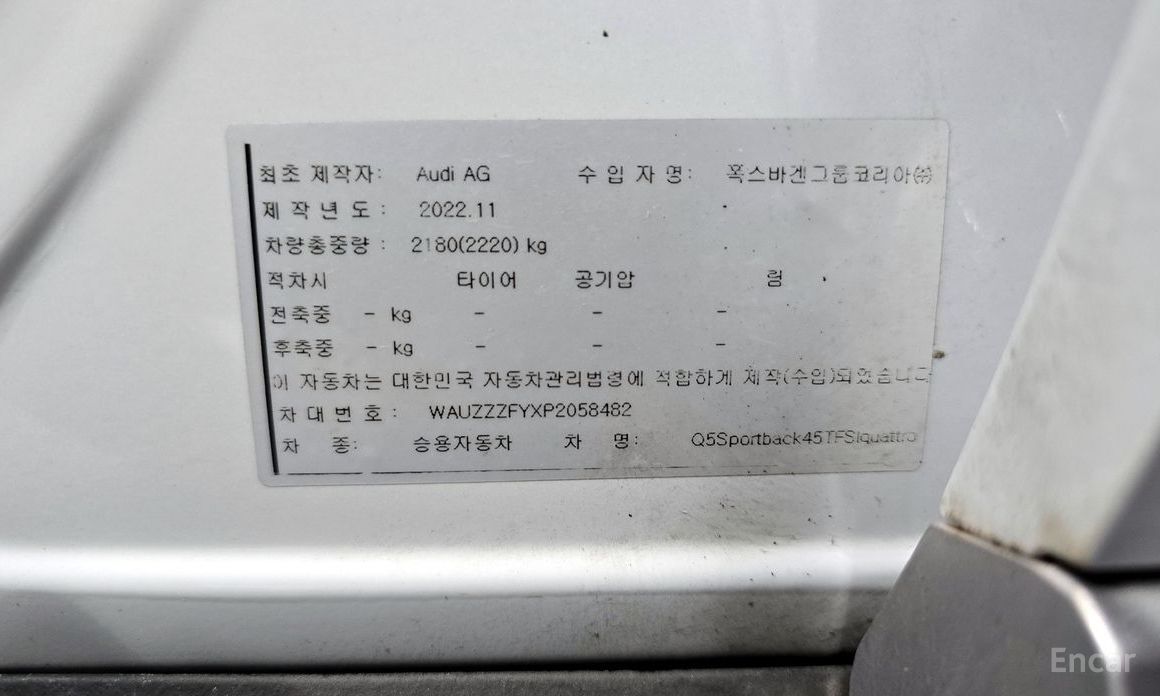 최초 제작자: Audi AG 수 입 자 명: 폭스바겐그룹코리아㈜
제 작 년 도 : 2022.11
차량총중량 : 2180(2220) kg
적차시 타이어 공기압 림
전축중 - kg - - -
후축중 - kg - - -
이 자동차는 대한민국 자동차관리법령에 적합하게 제작(수입)되었습니다
차 대 번 호 : WAUZZZFYXP2058482
차 종: 승용자동차 차 명: Q5Sportback45TFSIquattro
Encar